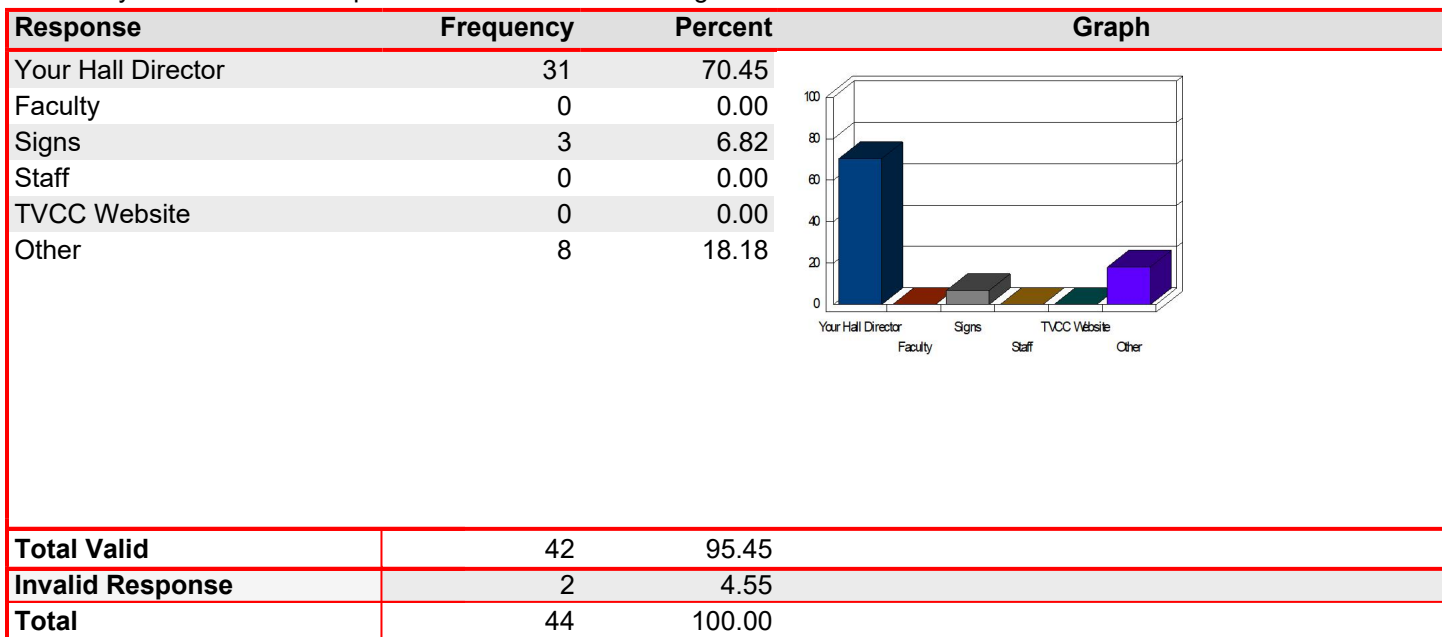 Response Frequency Percent Graph
Your Hall Director 31 70.45
Faculty 0 0.00
Signs 3 6.82
Staff 0 0.00
TVCC Website 0 0.00
Other 8 18.18
100
80
60
40
20
0
Your Hall Director Signs TVCC Website
Faculty Staff Other
Total Valid 42 95.45
Invalid Response 2 4.55
Total 44 100.00